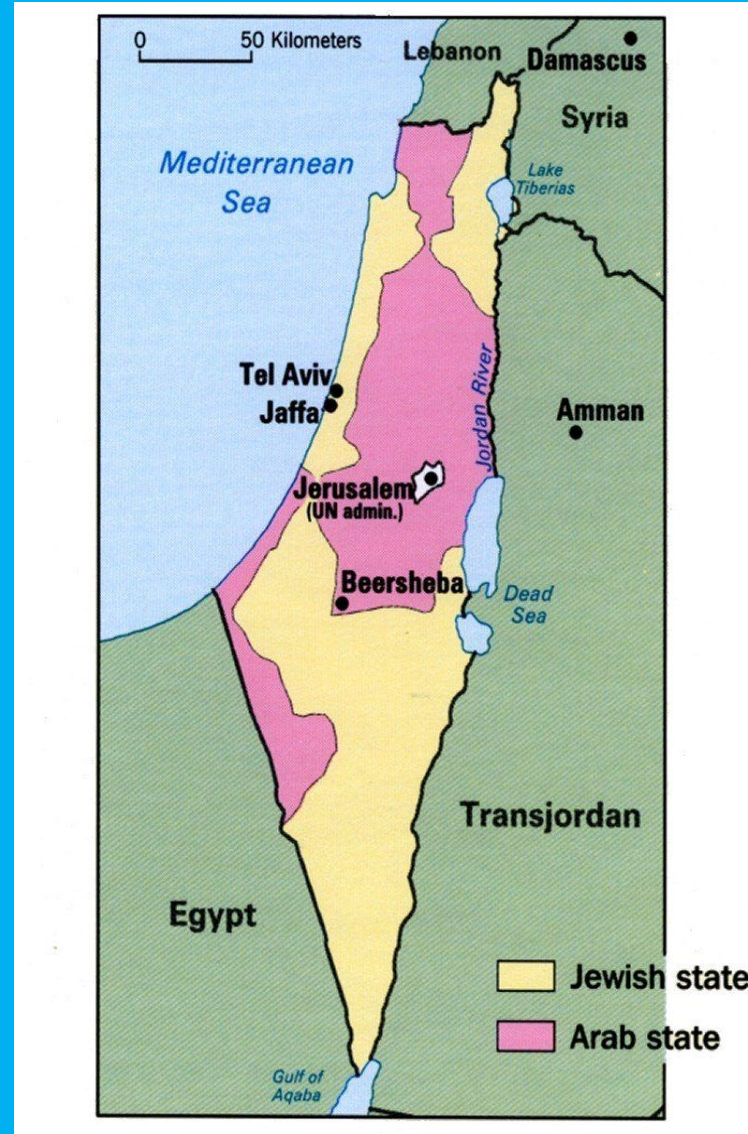 0 50 Kilometers
Lebanon
Damascus
Syria
Mediterranean
Sea
Lake
Tiberias
Tel Aviv
Jaffa
Jordan River
Amman
Jerusalem
(UN admin.)
Beersheba
Dead
Sea
Transjordan
Egypt
Jewish state
Arab state
Gulf of
Aqaba